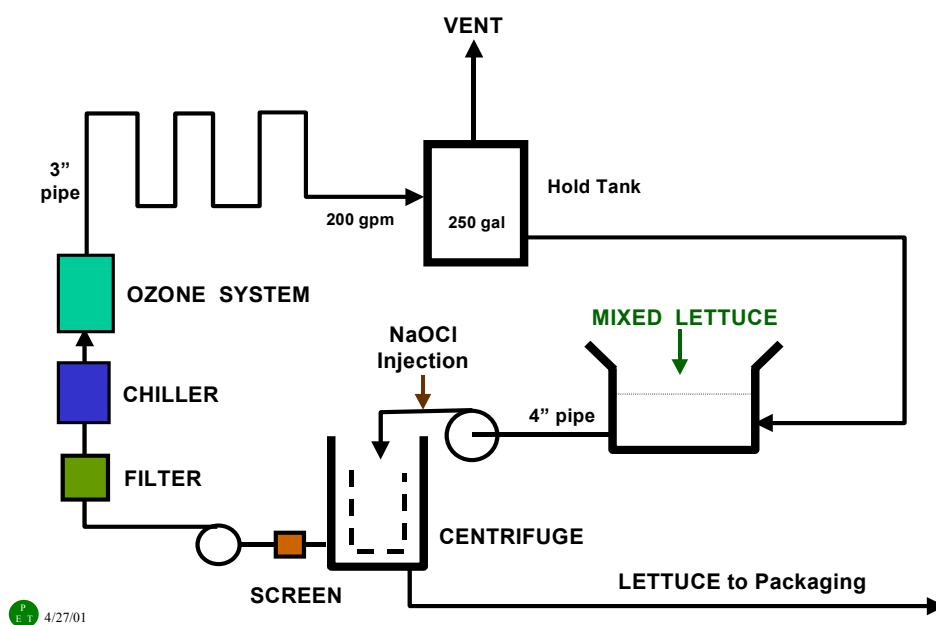 VENT
3”
pipe
Hold Tank
200 gpm
250 gal
OZONE SYSTEM
MIXED LETTUCE
NaOCl
Injection
CHILLER
4” pipe
FILTER
CENTRIFUGE
LETTUCE to Packaging
SCREEN
P
E T
4/27/01